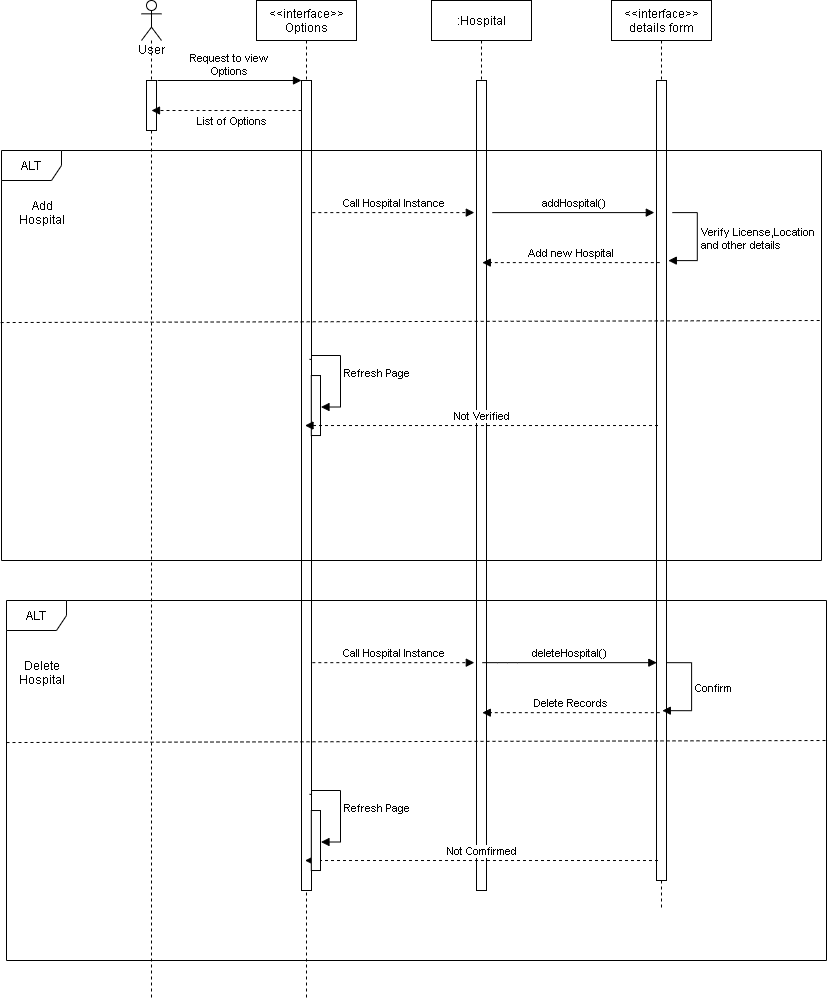 <<interface>>
Options
:Hospital
<<interface>>
details form
User
Request to view
Options
List of Options
ALT
Add
Hospital
Call Hospital Instance
addHospital()
Verify License,Location
and other details
Add new Hospital
Refresh Page
Not Verified
ALT
Delete
Hospital
Call Hospital Instance
deleteHospital()
Confirm
Delete Records
Refresh Page
Not Comfirmed